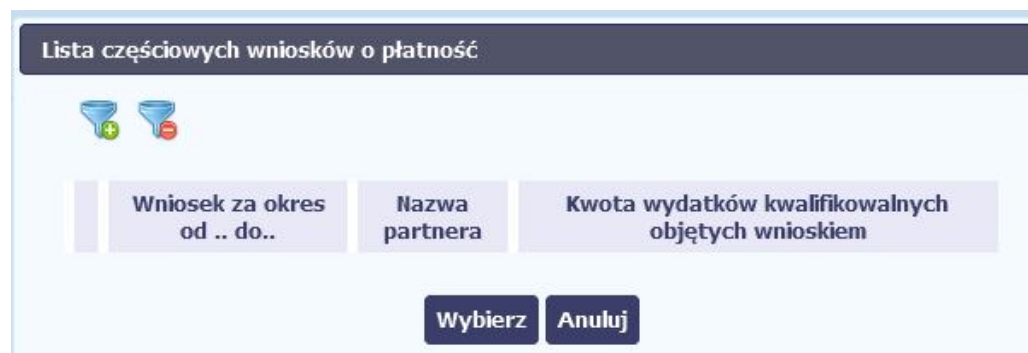 Lista częściowych wniosków o płatność
Wniosek za okres
od .. do..
Nazwa
partnera
Kwota wydatków kwalifikowalnych
objętych wnioskiem
Wybierz
Anuluj